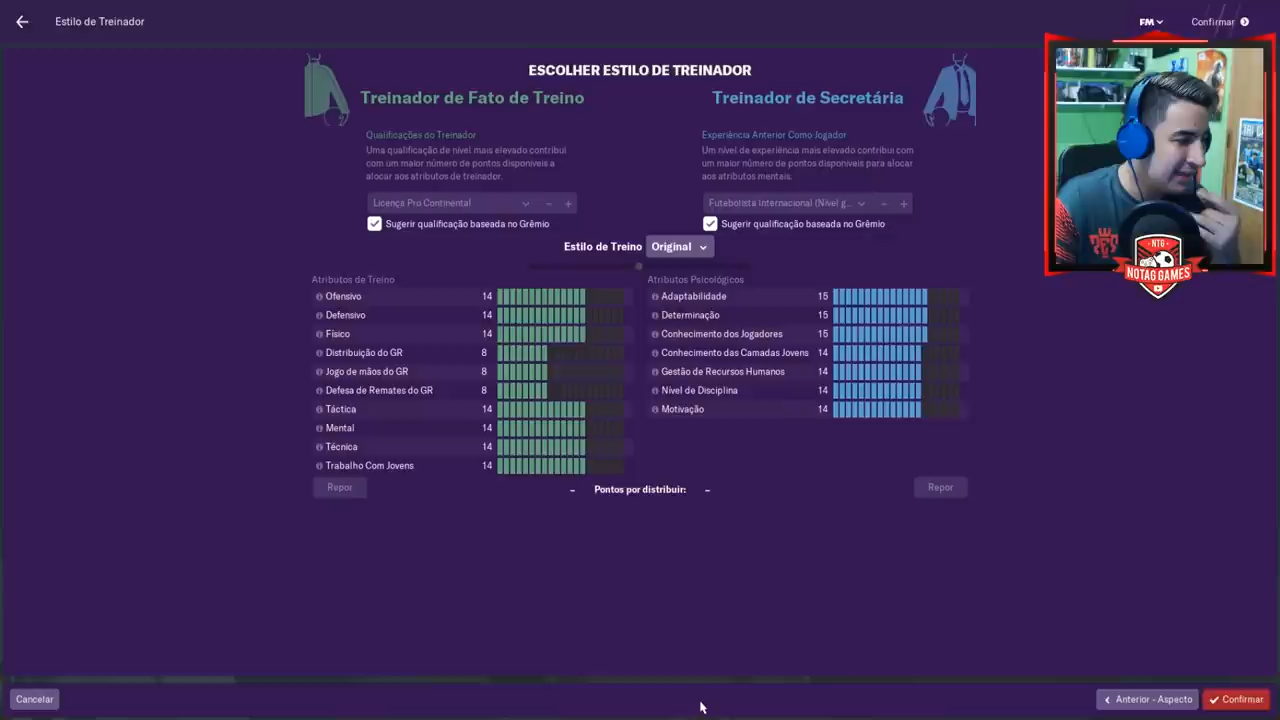 Estilo de Treinador
FM
Confirmar
ESCOLHER ESTILO DE TREINADOR
Treinador de Fato de Treino
Treinador de Secretária
Qualificações do Treinador
Uma qualificação de nível mais elevado contribui
com um maior número de pontos disponíveis a
alocar aos atributos de treinador.
Experiência Anterior Como Jogador
Um nível de experiência mais elevado contribui com
um maior número de pontos disponíveis para alocar
aos atributos mentais.
Licença Pro Continental
Futebolista Internacional (Nível g...
Sugerir qualificação baseada no Grêmio
Sugerir qualificação baseada no Grêmio
Estilo de Treino Original
Atributos de Treino
Ofensivo 14
Defensivo 14
Físico 14
Distribuição do GR 8
Jogo de mãos do GR 8
Defesa de Remates do GR 8
Táctica 14
Mental 14
Técnica 14
Trabalho Com Jovens 14
Atributos Psicológicos
Adaptabilidade 15
Determinação 15
Conhecimento dos Jogadores 15
Conhecimento das Camadas Jovens 14
Gestão de Recursos Humanos 14
Nível de Disciplina 14
Motivação 14
Repor
– Pontos por distribuir: –
Repor
NTG
NOTAG GAMES
Cancelar
Anterior - Aspecto
Confirmar